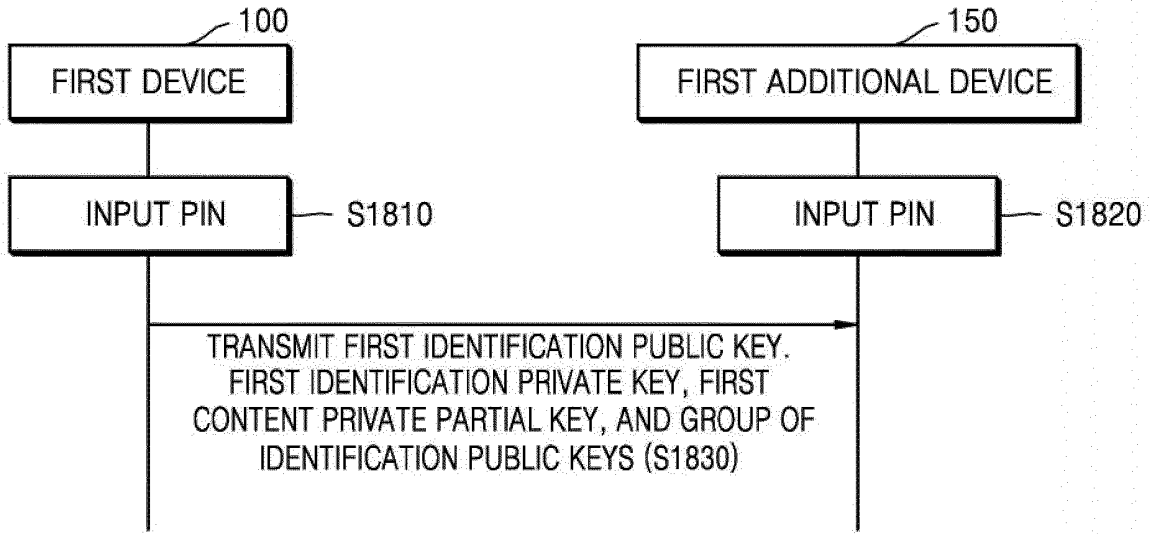 100
150
FIRST DEVICE
FIRST ADDITIONAL DEVICE
INPUT PIN
S1810
INPUT PIN
S1820
TRANSMIT FIRST IDENTIFICATION PUBLIC KEY.
FIRST IDENTIFICATION PRIVATE KEY, FIRST
CONTENT PRIVATE PARTIAL KEY, AND GROUP OF
IDENTIFICATION PUBLIC KEYS (S1830)